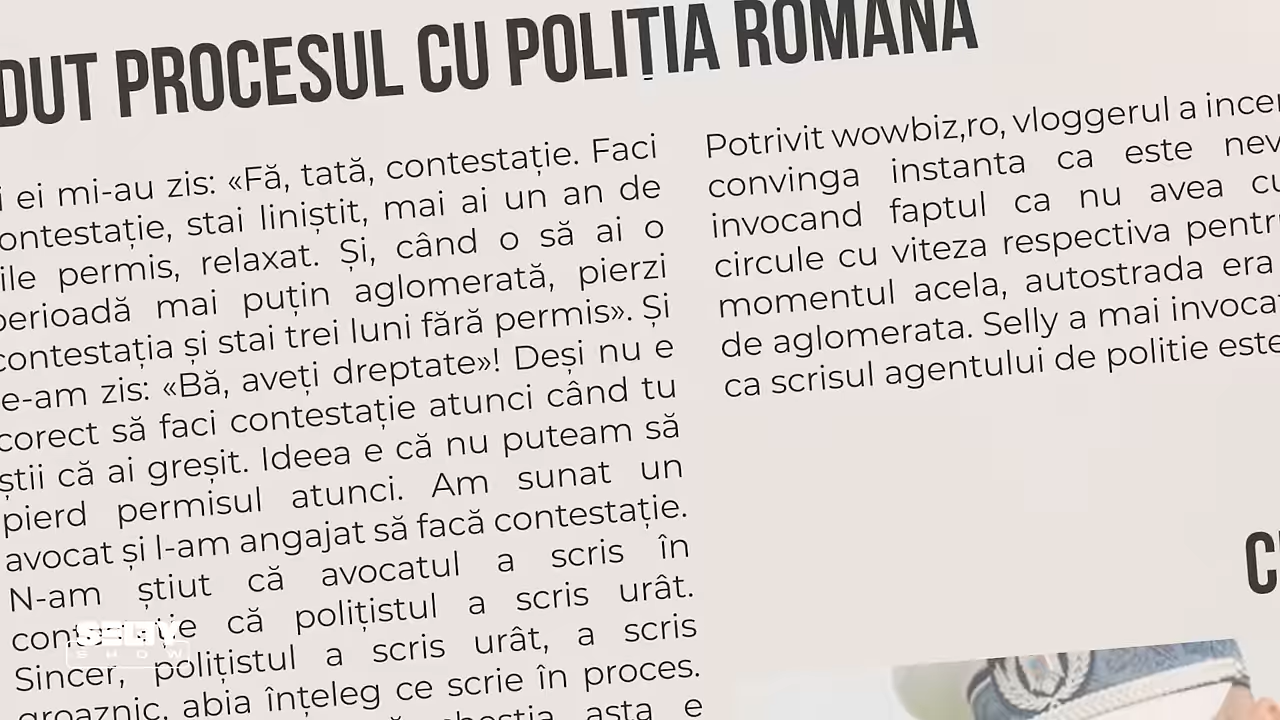 DUT PROCESUL CU POLIȚIA ROMÂNĂ
ei mi-au zis: «Fă, tată, contestație. Faci
ontestație, stai liniștit, mai ai un an de
ile permis, relaxat. Și, când o să ai o
perioadă mai puțin aglomerată, pierzi
contestația și stai trei luni fără permis». Și
e-am zis: «Bă, aveți dreptate»! Deși nu e
corect să faci contestație atunci când tu
știi că ai greșit. Ideea e că nu puteam să
pierd permisul atunci. Am sunat un
avocat și l-am angajat să facă contestație.
N-am știut că avocatul a scris în
contestație că polițistul a scris urât.
Sincer, polițistul a scris urât, a scris
groaznic, abia înțeleg ce scrie în proces.
asta e
Potrivit wowbiz,ro, vloggerul a incer
convinga instanta ca este nev
invocand faptul ca nu avea cu
circule cu viteza respectiva pentr
momentul acela, autostrada era
de aglomerata. Selly a mai invoca
ca scrisul agentului de politie este
SELLY
SHOW